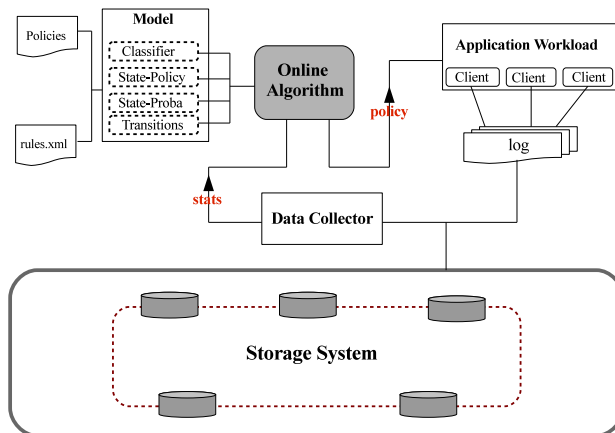 Policies
rules.xml
Model
Classifier
State-Policy
State-Proba
Transitions
Online
Algorithm
policy
stats
Application Workload
Client
Client
Client
log
Data Collector
Storage System